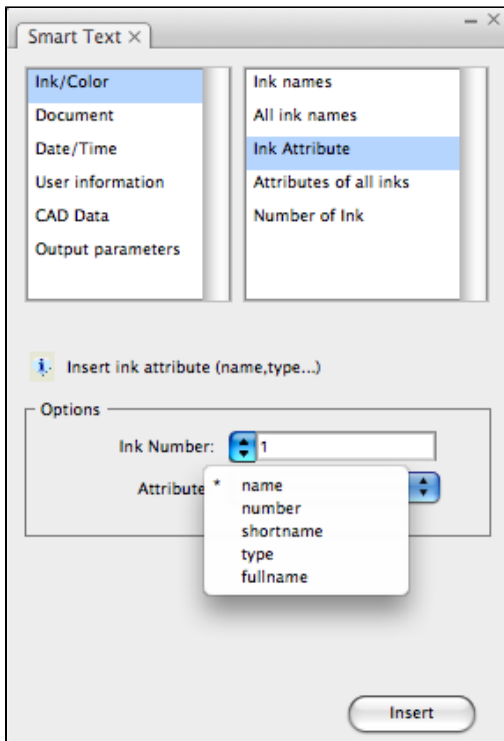 Smart Text
Ink/Color
Document
Date/Time
User information
CAD Data
Output parameters
Ink names
All ink names
Ink Attribute
Attributes of all inks
Number of Ink
Insert ink attribute (name,type...)
Options
Ink Number: 1
Attribute
* name
number
shortname
type
fullname
Insert